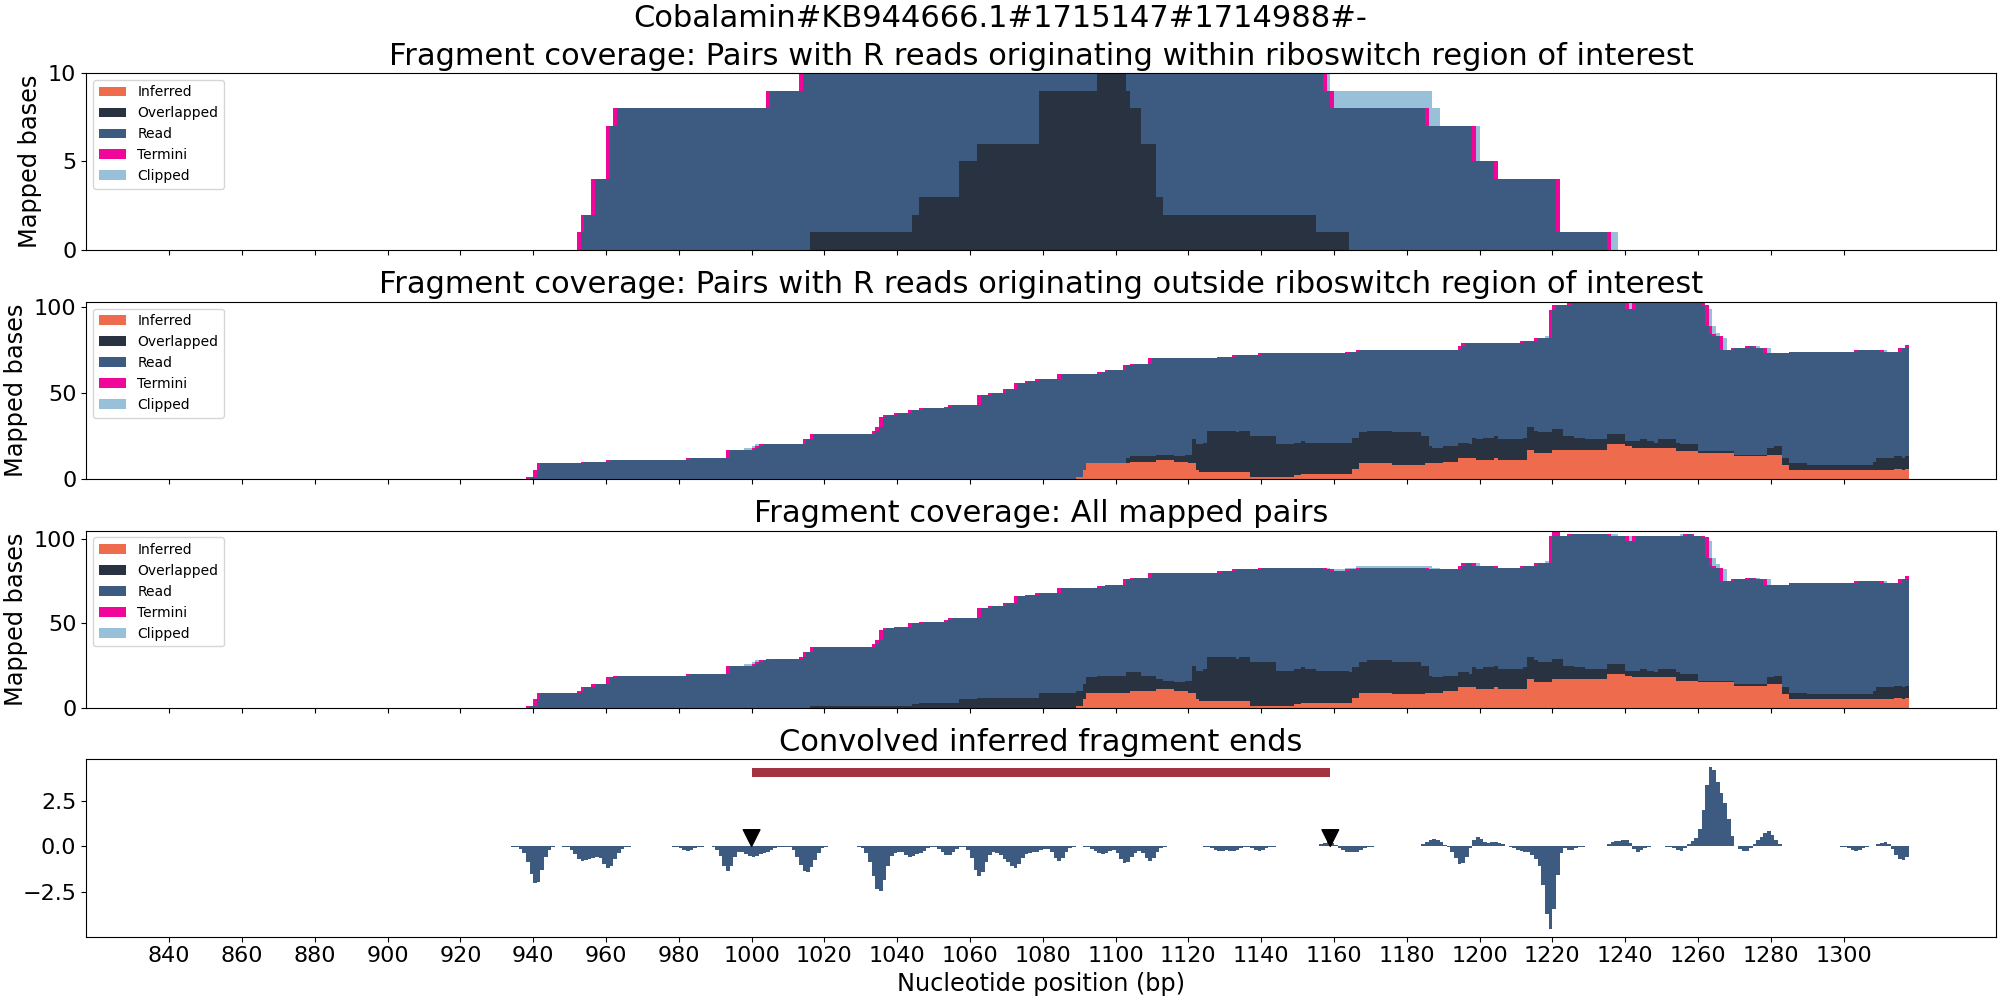 Cobalamin#KB944666.1#1715147#1714988#-
Fragment coverage: Pairs with R reads originating within riboswitch region of interest
Mapped bases
10
5
0
Inferred
Overlapped
Read
Termini
Clipped
Fragment coverage: Pairs with R reads originating outside riboswitch region of interest
Mapped bases
100
50
0
Inferred
Overlapped
Read
Termini
Clipped
Fragment coverage: All mapped pairs
Mapped bases
100
50
0
Inferred
Overlapped
Read
Termini
Clipped
Convolved inferred fragment ends
2.5
0.0
−2.5
840 860 880 900 920 940 960 980 1000 1020 1040 1060 1080 1100 1120 1140 1160 1180 1200 1220 1240 1260 1280 1300
Nucleotide position (bp)